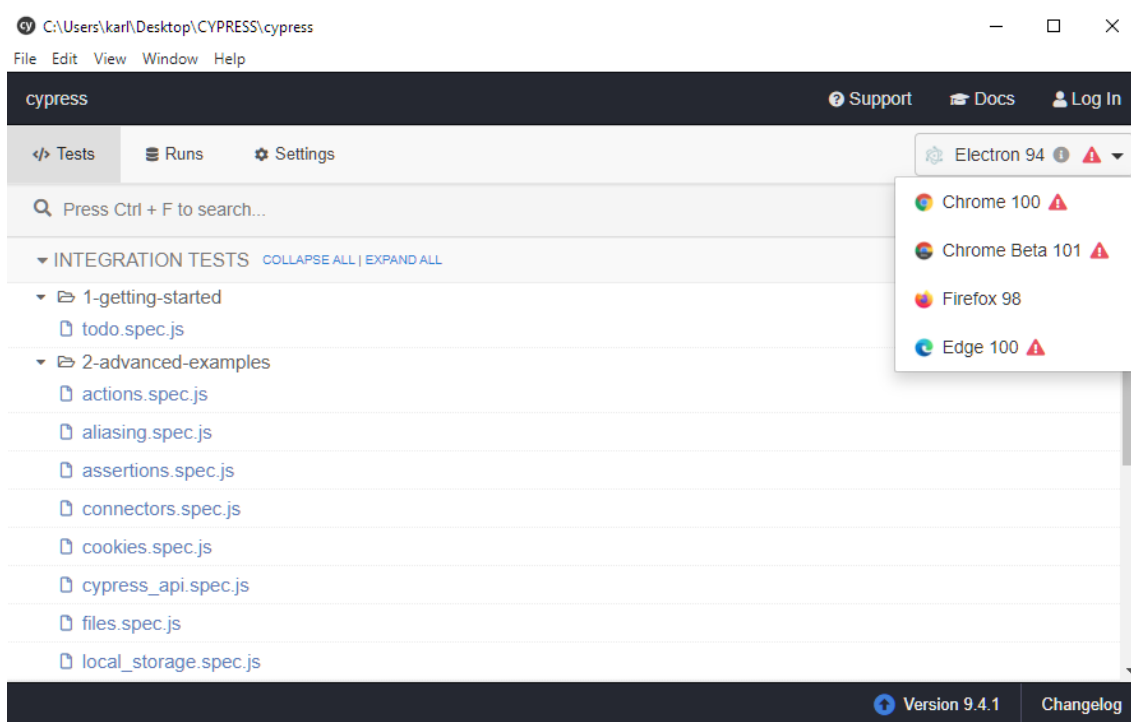 cy C:\Users\karl\Desktop\CYPRESS\cypress
File Edit View Window Help
cypress Support Docs Log In
</> Tests Runs Settings Electron 94
Press Ctrl + F to search...
Chrome 100
Chrome Beta 101
Firefox 98
Edge 100
INTEGRATION TESTS COLLAPSE ALL | EXPAND ALL
1-getting-started
todo.spec.js
2-advanced-examples
actions.spec.js
aliasing.spec.js
assertions.spec.js
connectors.spec.js
cookies.spec.js
cypress_api.spec.js
files.spec.js
local_storage.spec.js
Version 9.4.1 Changelog